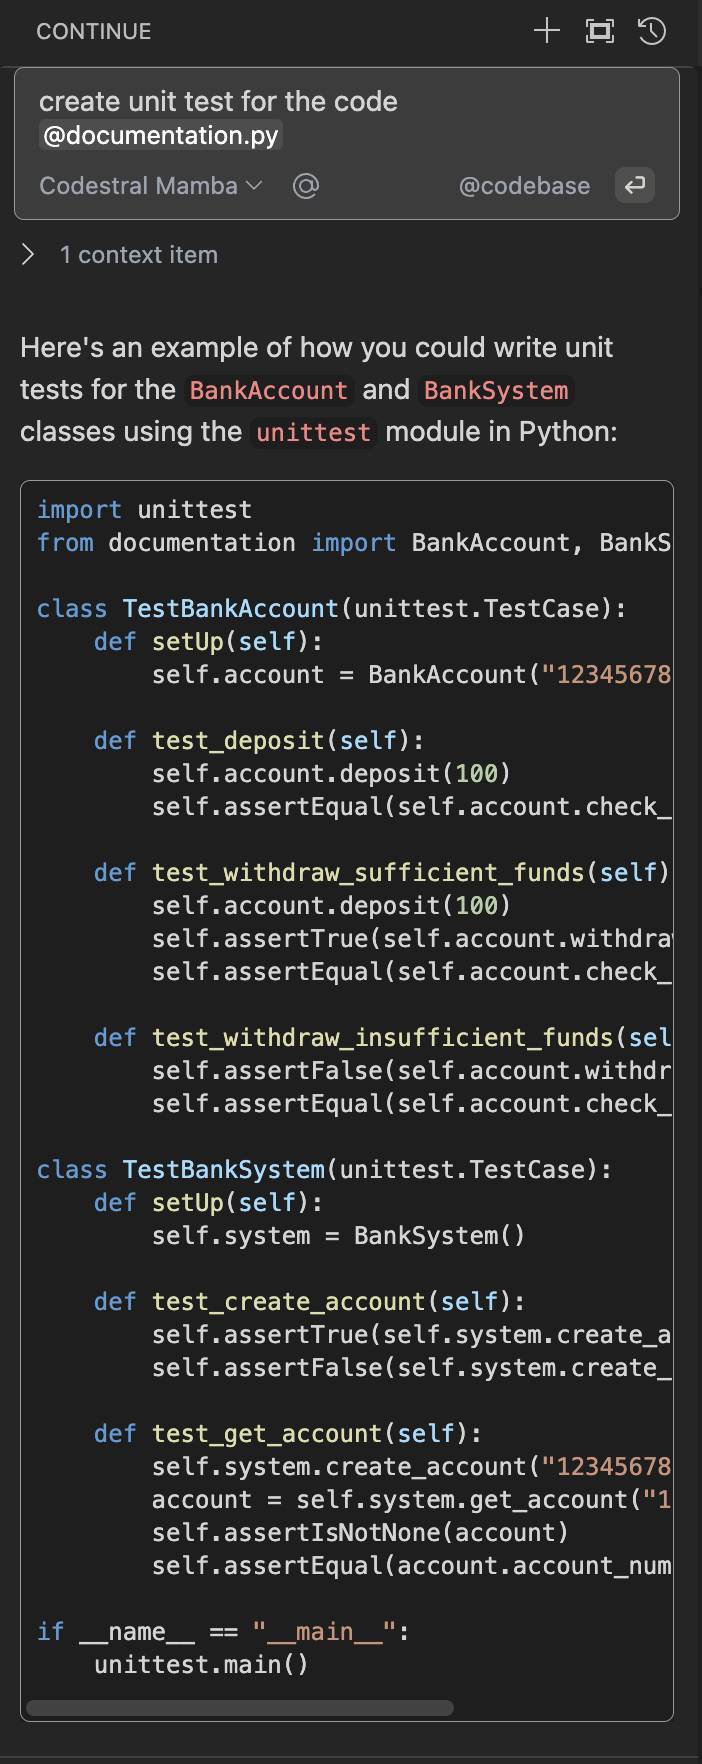 CONTINUE
create unit test for the code
@documentation.py
Codestral Mamba
@codebase
1 context item
Here's an example of how you could write unit
tests for the BankAccount and BankSystem
classes using the unittest module in Python:
import unittest
from documentation import BankAccount, BankS
class TestBankAccount(unittest.TestCase):
    def setUp(self):
        self.account = BankAccount("12345678
    def test_deposit(self):
        self.account.deposit(100)
        self.assertEqual(self.account.check_
    def test_withdraw_sufficient_funds(self)
        self.account.deposit(100)
        self.assertTrue(self.account.withdraw
        self.assertEqual(self.account.check_
    def test_withdraw_insufficient_funds(sel
        self.assertFalse(self.account.withdr
        self.assertEqual(self.account.check_
class TestBankSystem(unittest.TestCase):
    def setUp(self):
        self.system = BankSystem()
    def test_create_account(self):
        self.assertTrue(self.system.create_a
        self.assertFalse(self.system.create_
    def test_get_account(self):
        self.system.create_account("12345678
        account = self.system.get_account("1
        self.assertIsNotNone(account)
        self.assertEqual(account.account_num
if __name__ == "__main__":
    unittest.main()